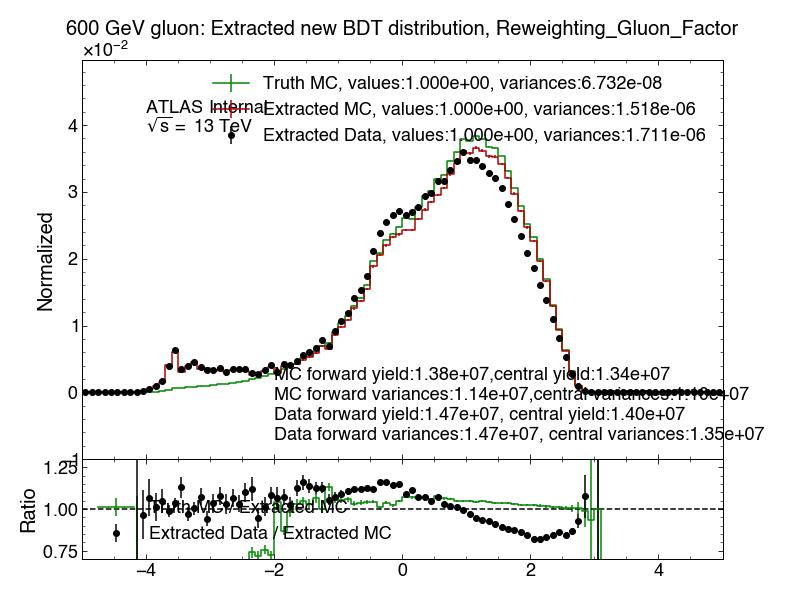 600 GeV gluon: Extracted new BDT distribution, Reweighting_Gluon_Factor
×10⁻²
Truth MC, values:1.000e+00, variances:6.732e-08
ATLAS Internal
Extracted MC, values:1.000e+00, variances:1.518e-06
√s = 13 TeV
Extracted Data, values:1.000e+00, variances:1.711e-06
Normalized
4
3
2
1
0
MC forward yield:1.38e+07,central yield:1.34e+07
MC forward variances:1.14e+07,central variances:
Data forward yield:1.47e+07, central yield:1.40e+07
Data forward variances:1.47e+07, central variances:1.35e+07
Ratio
1.25
1.00
0.75
Truth MC / Extracted MC
Extracted Data / Extracted MC
−4
−2
0
2
4